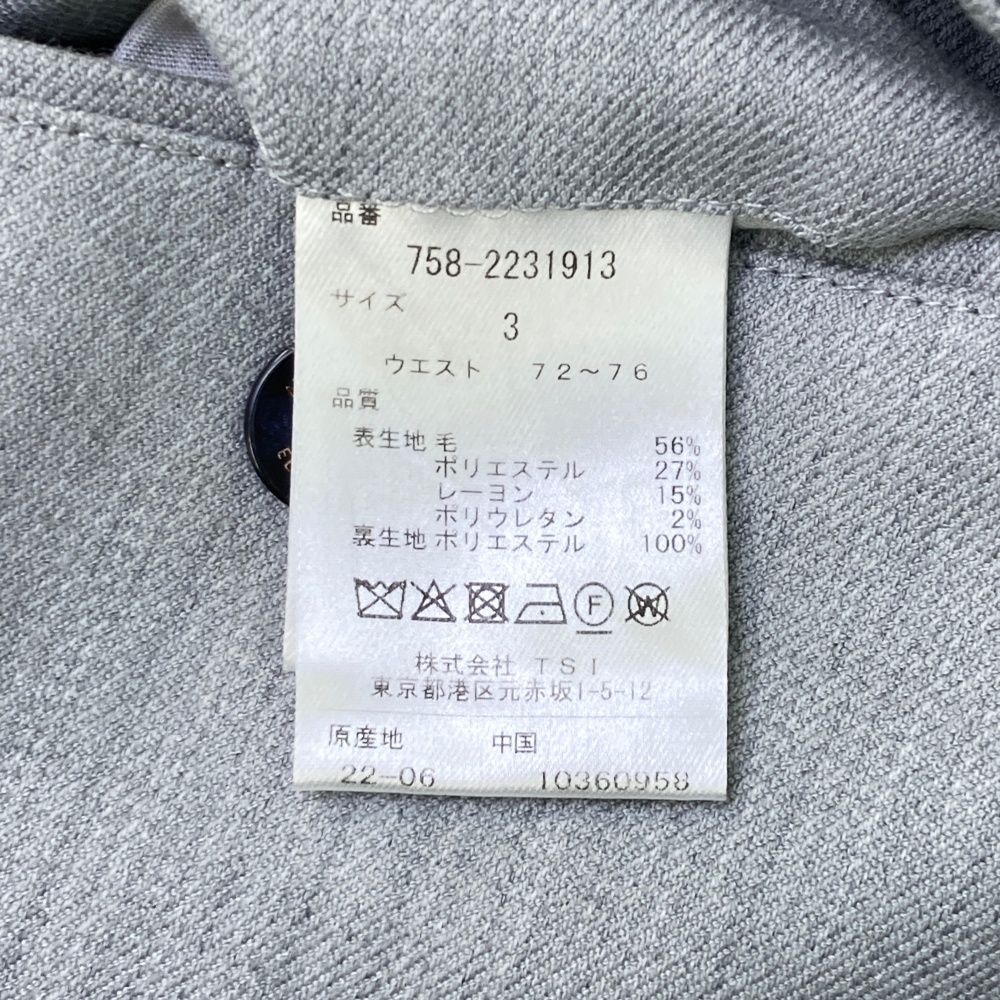 品番
758-2231913
サイズ
3
ウエスト 72～76
品質
表生地 毛 56%
ポリエステル 27%
レーヨン 15%
ポリウレタン 2%
裏生地 ポリエステル 100%
F
W
株式会社 TSI
東京都港区元赤坂1-5-12
原産地 中国
22-06 10360958